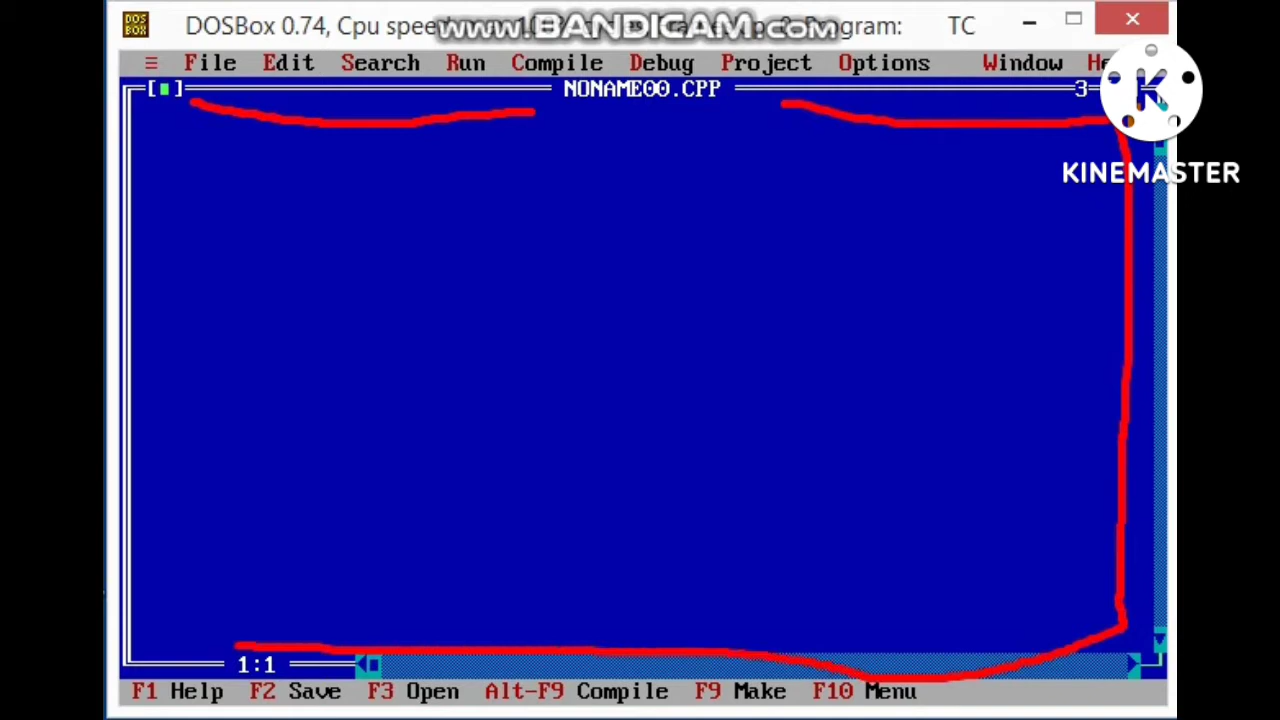 DOSBox 0.74, Cpu speed Program: TC
www.BANDICAM.com
≡ File Edit Search Run Compile Debug Project Options Window
[■] NONAME00.CPP 3
KINEMASTER
1:1
F1 Help F2 Save F3 Open Alt-F9 Compile F9 Make F10 Menu